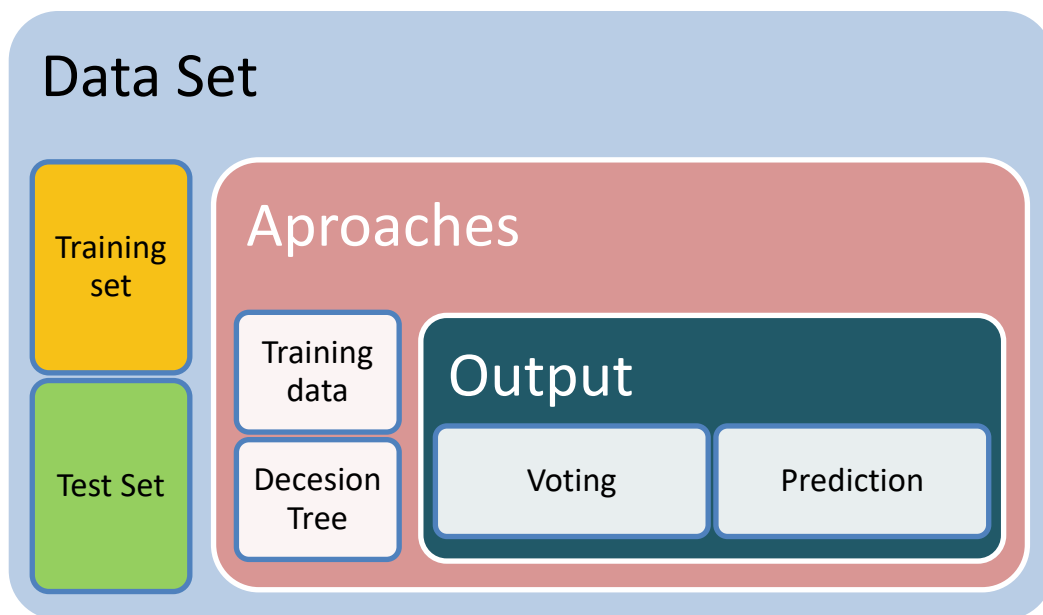 Data Set
Training
set
Test Set
Aproaches
Training
data
Decesion
Tree
Output
Voting
Prediction